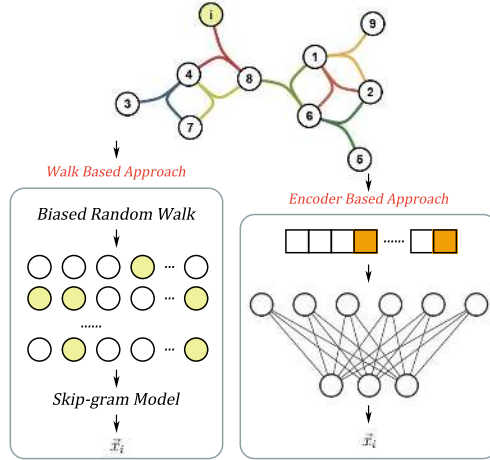 i
9
1
4
8
2
3
6
7
5
Walk Based Approach
Encoder Based Approach
Biased Random Walk
...
...
......
...
Skip-gram Model
x⃗ᵢ
......
x⃗ᵢ